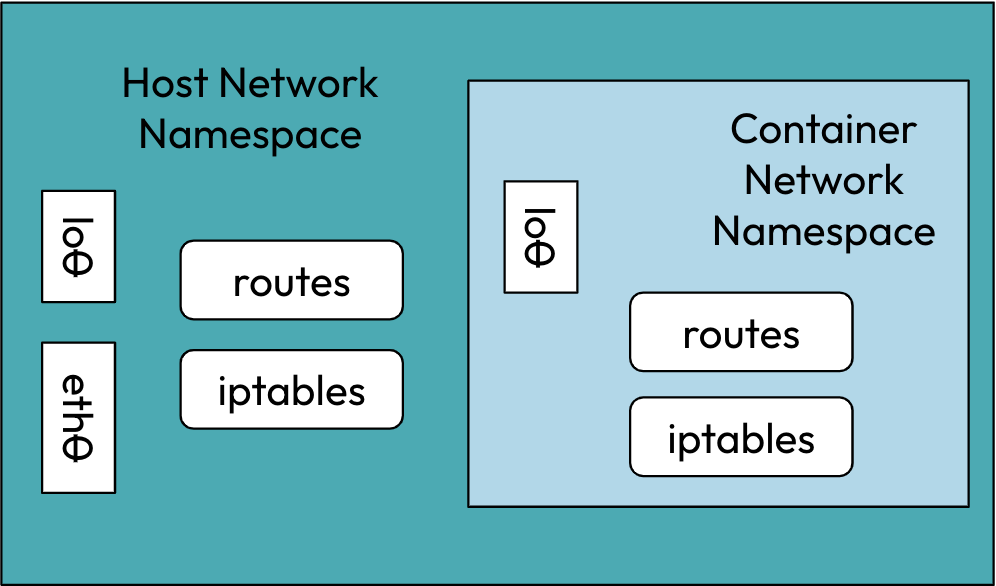 Host Network
Namespace
lo0
eth0
routes
iptables
Container
Network
Namespace
lo0
routes
iptables